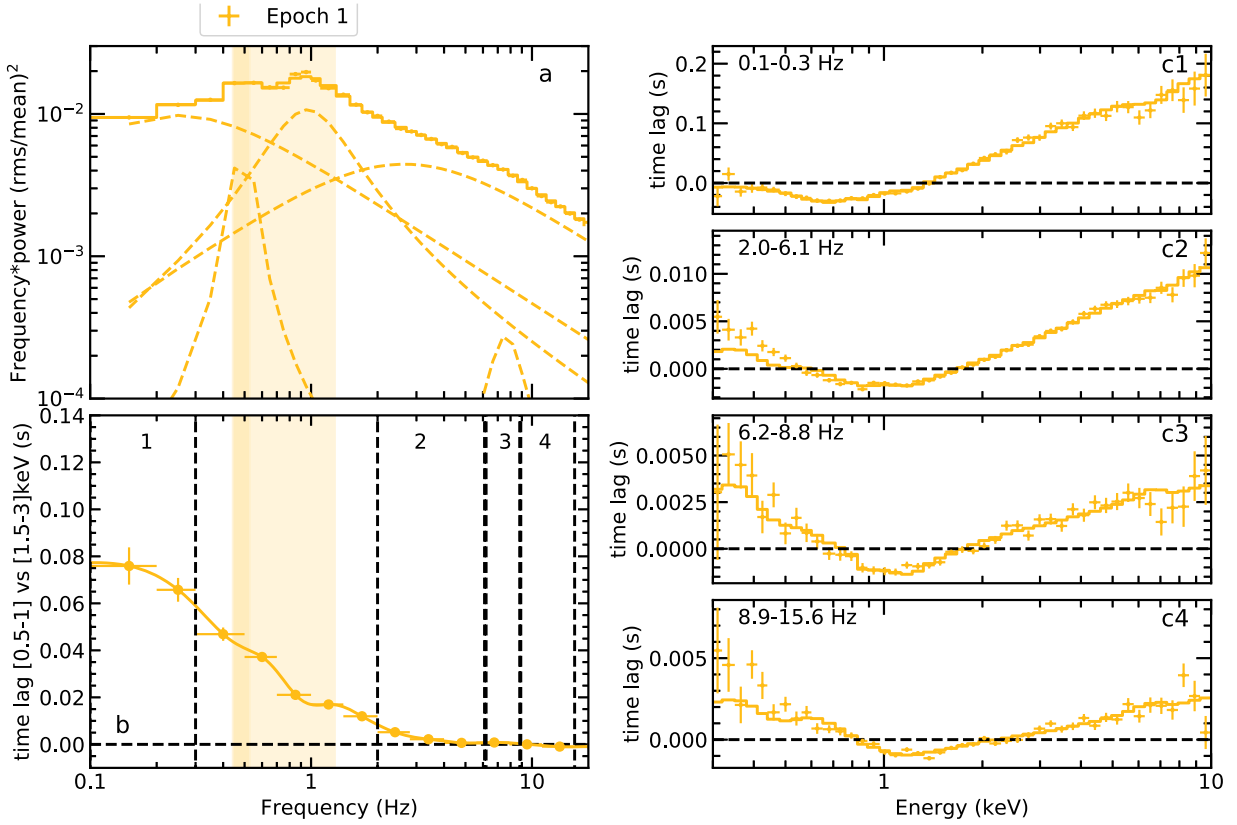 Epoch 1
a
Frequency*power (rms/mean)²
10⁻²
10⁻³
10⁻⁴
time lag [0.5-1] vs [1.5-3]keV (s)
0.14
0.12
0.10
0.08
0.06
0.04
0.02
0.00
1
2
3
4
b
0.1
1
10
Frequency (Hz)
0.1-0.3 Hz
c1
time lag (s)
0.2
0.1
0.0
2.0-6.1 Hz
c2
time lag (s)
0.010
0.005
0.000
6.2-8.8 Hz
c3
time lag (s)
0.0050
0.0025
0.0000
8.9-15.6 Hz
c4
time lag (s)
0.005
0.000
1
10
Energy (keV)